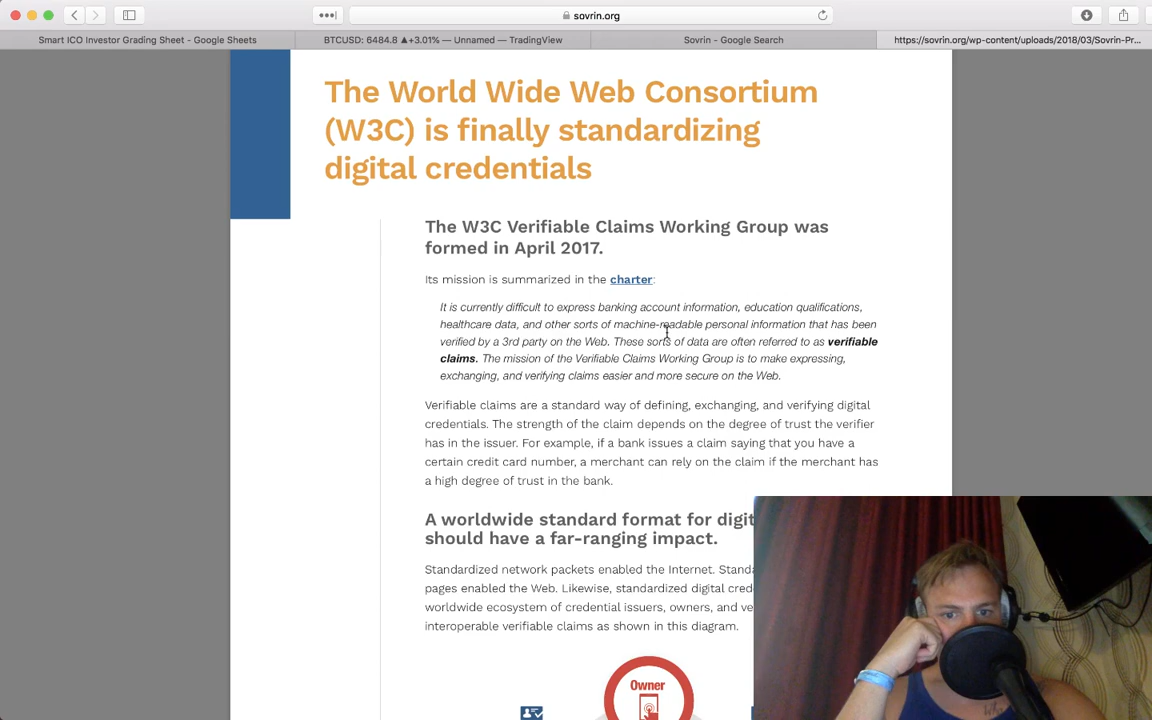 sovrin.org
Smart ICO Investor Grading Sheet - Google Sheets
BTCUSD: 6484.8 ▲+3.01% — Unnamed — TradingView
Sovrin - Google Search
https://sovrin.org/wp-content/uploads/2018/03/Sovrin-Pr...
The World Wide Web Consortium
(W3C) is finally standardizing
digital credentials
The W3C Verifiable Claims Working Group was
formed in April 2017.
Its mission is summarized in the charter:
It is currently difficult to express banking account information, education qualifications,
healthcare data, and other sorts of machine-readable personal information that has been
verified by a 3rd party on the Web. These sorts of data are often referred to as verifiable
claims. The mission of the Verifiable Claims Working Group is to make expressing,
exchanging, and verifying claims easier and more secure on the Web.
Verifiable claims are a standard way of defining, exchanging, and verifying digital
credentials. The strength of the claim depends on the degree of trust the verifier
has in the issuer. For example, if a bank issues a claim saying that you have a
certain credit card number, a merchant can rely on the claim if the merchant has
a high degree of trust in the bank.
A worldwide standard format for digit
should have a far-ranging impact.
Standardized network packets enabled the Internet. Standa
pages enabled the Web. Likewise, standardized digital cred
worldwide ecosystem of credential issuers, owners, and ve
interoperable verifiable claims as shown in this diagram.
Owner